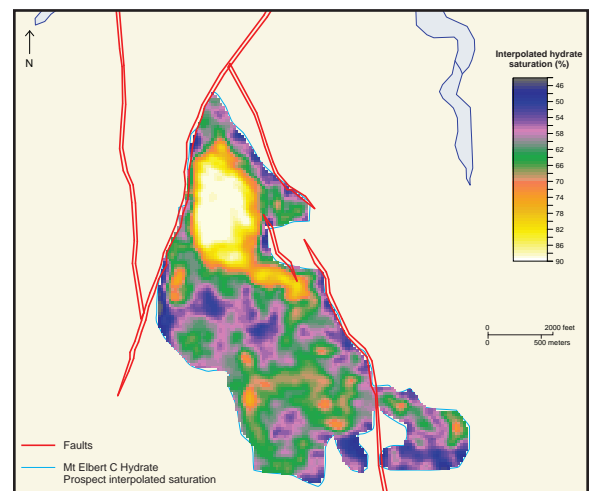 N
Interpolated hydrate
saturation (%)
46
50
54
58
62
66
70
74
78
82
86
90
0 2000 feet
0 500 meters
Faults
Mt Elbert C Hydrate
Prospect interpolated saturation